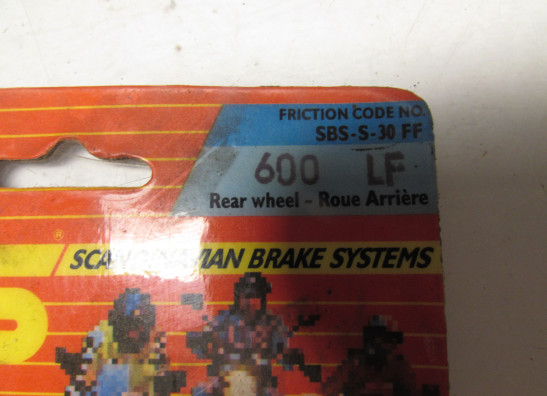 FRICTION CODE NO.
SBS-S-30 FF
600 LF
Rear wheel - Roue Arrière
® SCANDINAVIAN BRAKE SYSTEMS